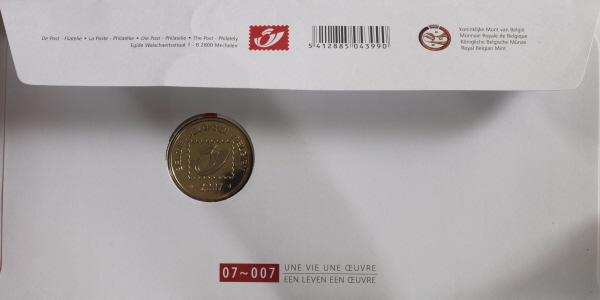 De Post - Filatelie • La Poste - Philatélie • Die Post - Philatelie • The Post - Philately
Egide Walschaertsstraat 1 - B 2800 Mechelen
5 412885 043990
Koninklijke Munt van België
Monnaie Royale de Belgique
Königliche Belgische Münze
Royal Belgian Mint
2007
07~007
UNE VIE UNE ŒUVRE
EEN LEVEN EEN ŒUVRE